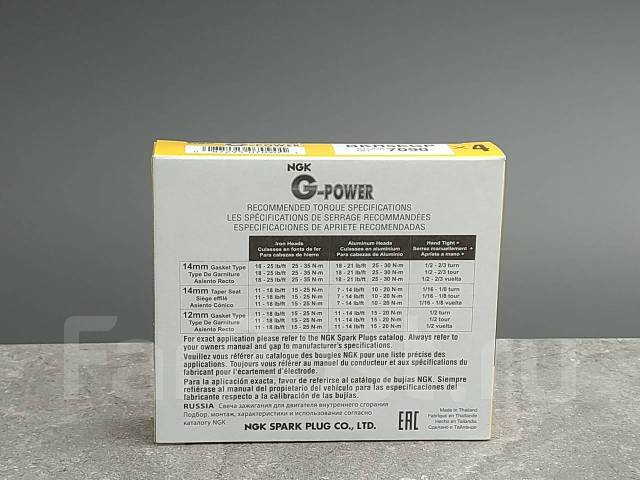 G-POWER
BKR5EGP
7090
×4
NGK
G-POWER
RECOMMENDED TORQUE SPECIFICATIONS
LES SPÉCIFICATIONS DE SERRAGE RECOMMANDÉES
ESPECIFICACIONES DE APRIETE RECOMENDADAS
Iron Heads Aluminum Heads Hand Tight +
Culasses en fonte de fer Culasses en aluminium Serrez manuellement +
Para cabezas de hierro Para cabezas de Aluminio Apriete a mano +
14mm Gasket Type 18 - 25 lb/ft 25 - 35 N-m 18 - 21 lb/ft 25 - 30 N-m 1/2 - 2/3 turn
Type De Garniture 18 - 25 lb/ft 25 - 35 N-m 18 - 21 lb/ft 25 - 30 N-m 1/2 - 2/3 tour
Asiento Recto 18 - 25 lb/ft 25 - 35 N-m 18 - 21 lb/ft 25 - 30 N-m 1/2 - 2/3 vuelta
14mm Taper Seat 11 - 18 lb/ft 15 - 25 N-m 7 - 14 lb/ft 10 - 20 N-m 1/16 - 1/8 turn
Siége effilé 11 - 18 lb/ft 15 - 25 N-m 7 - 14 lb/ft 10 - 20 N-m 1/16 - 1/8 tour
Asiento Cónico 11 - 18 lb/ft 15 - 25 N-m 7 - 14 lb/ft 10 - 20 N-m 1/16 - 1/8 vuelta
12mm Gasket Type 11 - 18 lb/ft 15 - 25 N-m 7 - 14 lb/ft 15 - 20 N-m 1/2 turn
Type De Garniture 11 - 18 lb/ft 15 - 25 N-m 7 - 14 lb/ft 15 - 20 N-m 1/2 tour
Asiento Recto 11 - 18 lb/ft 15 - 25 N-m 7 - 14 lb/ft 15 - 20 N-m 1/2 vuelta
For exact application please refer to the NGK Spark Plugs catalog. Always refer to
your owners manual and gap to manufacturer's specifications.
Veuillez vous référer au catalogue des bougies NGK pour une liste précise des
applications. Toujours vous référer au manuel du conducteur et aux spécifications du
fabricant pour l'écartement d'électrode.
Para la aplicación exacta, favor de referirse al catálogo de bujías NGK. Siempre
refiérase al manual del propietario del vehículo para las especificaciones del
fabricante respecto a la calibración de las bujías.
RUSSIA Свеча зажигания для двигателя внутреннего сгорания
Подбор, монтаж, характеристики и использование согласно
каталогу NGK
NGK SPARK PLUG CO., LTD.
EAC
Made in Thailand
Fabriqué en Thaïlande
Hecho en Tailandia
Сделано в Тайланде